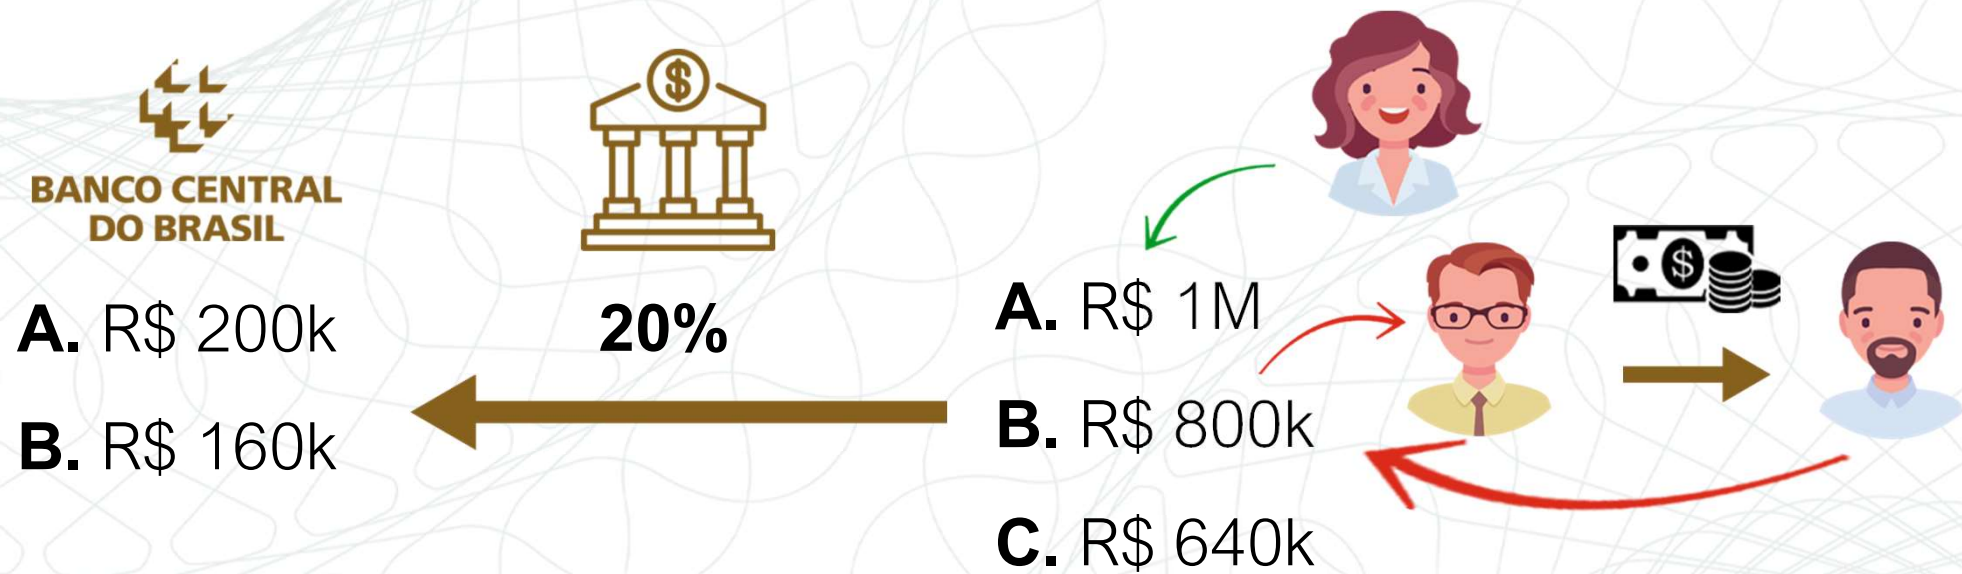 BANCO CENTRAL
DO BRASIL
$
A. R$ 200k
B. R$ 160k
20%
A. R$ 1M
B. R$ 800k
C. R$ 640k
$